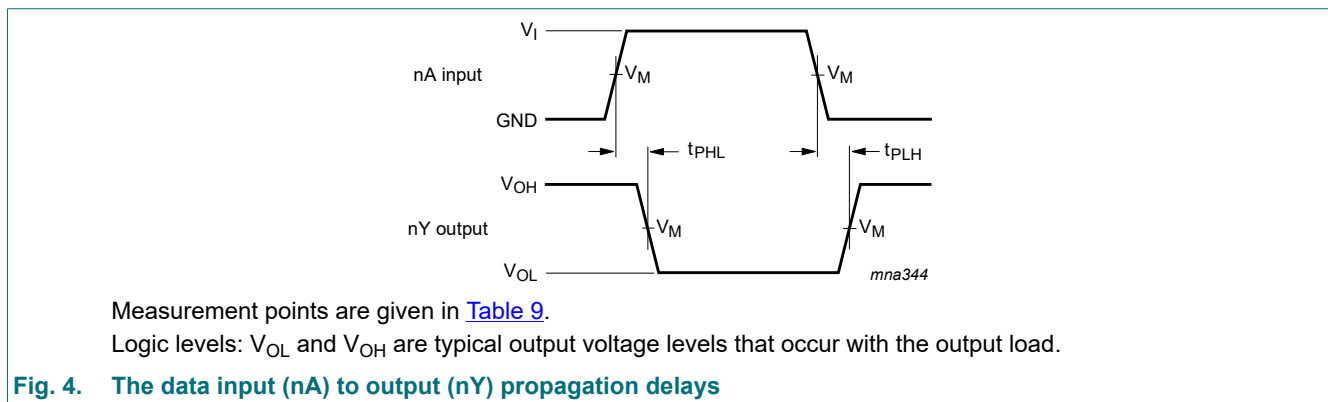 V_I
nA input
V_M
V_M
GND
t_PHL
t_PLH
V_OH
nY output
V_M
V_M
V_OL
mna344
Measurement points are given in Table 9.
Logic levels: V_OL and V_OH are typical output voltage levels that occur with the output load.
Fig. 4. The data input (nA) to output (nY) propagation delays